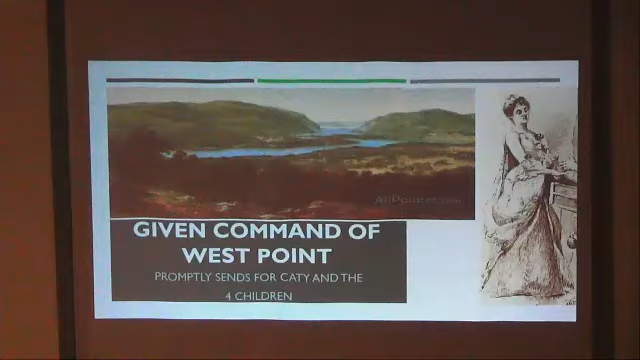 GIVEN COMMAND OF
WEST POINT
PROMPTLY SENDS FOR CATY AND THE
4 CHILDREN